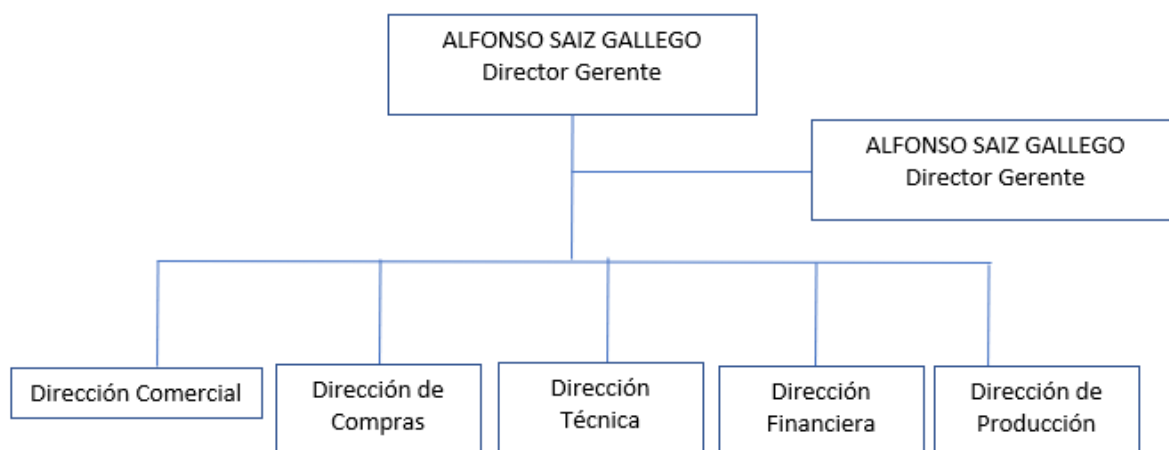 ALFONSO SAIZ GALLEGO
Director Gerente
ALFONSO SAIZ GALLEGO
Director Gerente
Dirección Comercial
Dirección de
Compras
Dirección
Técnica
Dirección
Financiera
Dirección de
Producción